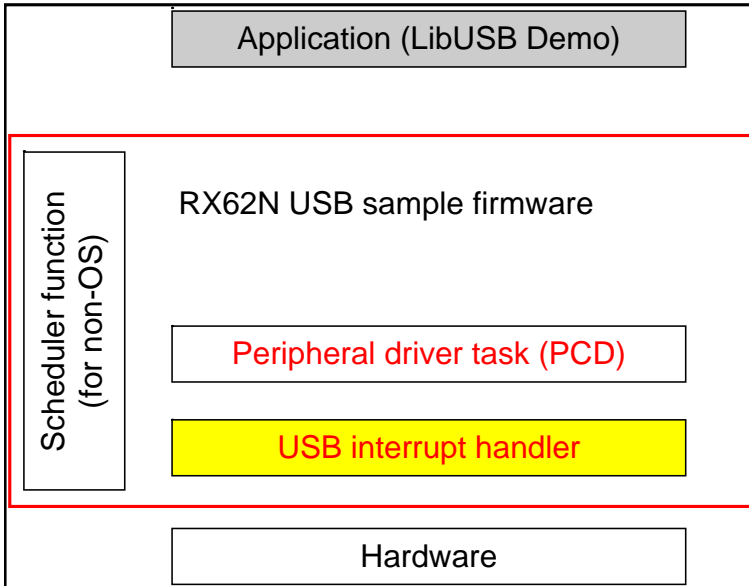 Application (LibUSB Demo)
Scheduler function
(for non-OS)
RX62N USB sample firmware
Peripheral driver task (PCD)
USB interrupt handler
Hardware